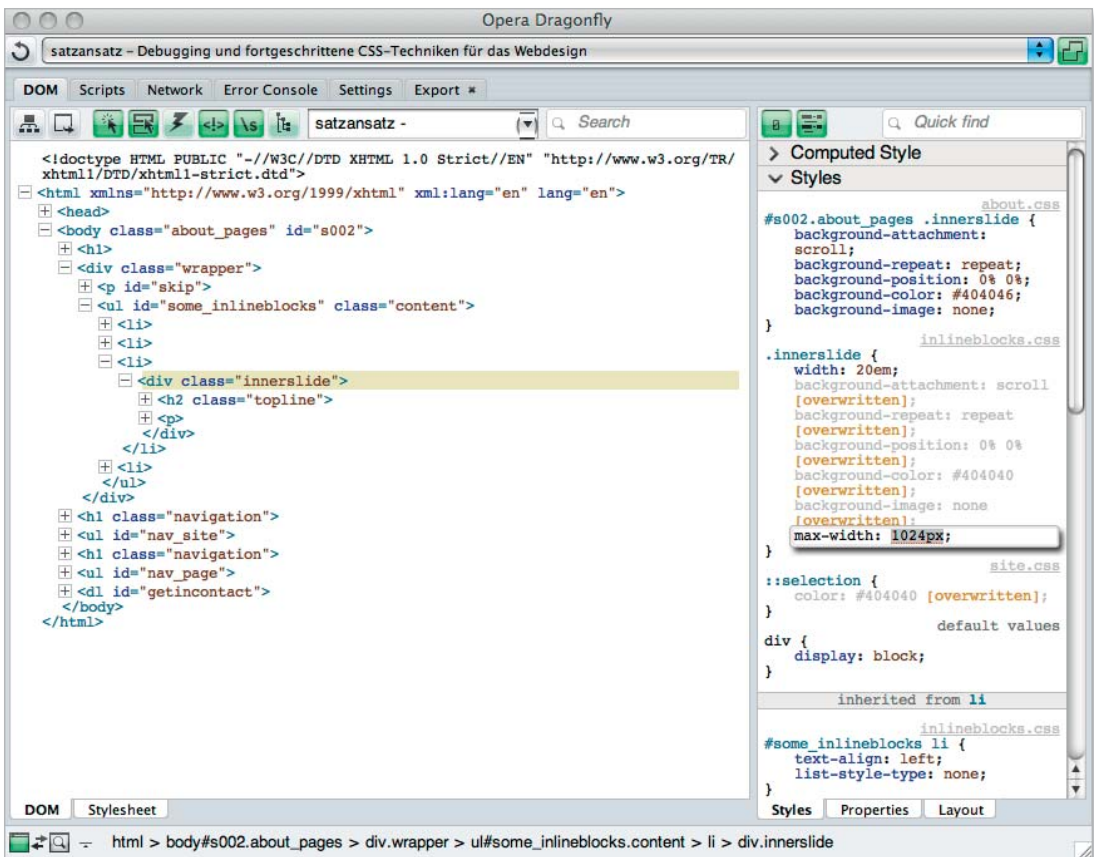 Opera Dragonfly
satzansatz – Debugging und fortgeschrittene CSS-Techniken für das Webdesign
DOM Scripts Network Error Console Settings Export
<!> \s satzansatz - Search
Quick find
<!doctype HTML PUBLIC "-//W3C//DTD XHTML 1.0 Strict//EN" "http://www.w3.org/TR/
xhtml1/DTD/xhtml1-strict.dtd">
<html xmlns="http://www.w3.org/1999/xhtml" xml:lang="en" lang="en">
<head>
<body class="about_pages" id="s002">
<h1>
<div class="wrapper">
<p id="skip">
<ul id="some_inlineblocks" class="content">
<li>
<li>
<li>
<div class="innerslide">
<h2 class="topline">
<p>
</div>
</li>
<li>
</ul>
</div>
<h1 class="navigation">
<ul id="nav_site">
<h1 class="navigation">
<ul id="nav_page">
<dl id="getincontact">
</body>
</html>
Computed Style
Styles
about.css
#s002.about_pages .innerslide {
background-attachment:
scroll;
background-repeat: repeat;
background-position: 0% 0%;
background-color: #404046;
background-image: none;
}
inlineblocks.css
.innerslide {
width: 20em;
background-attachment: scroll
[overwritten];
background-repeat: repeat
[overwritten];
background-position: 0% 0%
[overwritten];
background-color: #404040
[overwritten];
background-image: none
[overwritten];
max-width: 1024px;
}
site.css
::selection {
color: #404040 [overwritten];
}
default values
div {
display: block;
}
inherited from li
inlineblocks.css
#some_inlineblocks li {
text-align: left;
list-style-type: none;
}
DOM Stylesheet
Styles Properties Layout
html > body#s002.about_pages > div.wrapper > ul#some_inlineblocks.content > li > div.innerslide